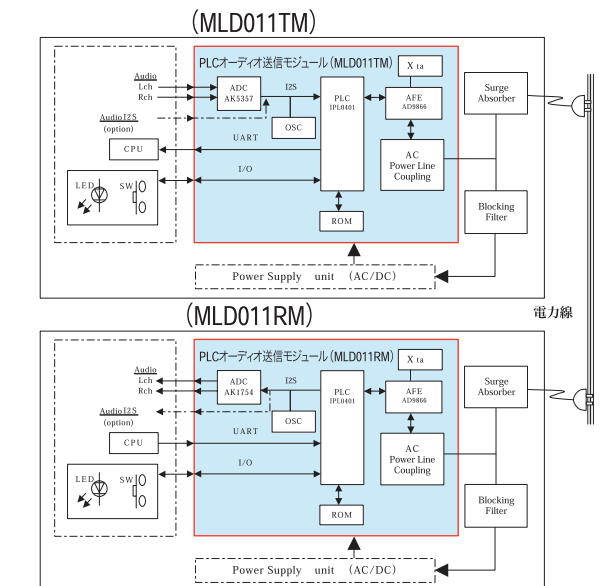 (MLD011TM)
PLCオーディオ送信モジュール(MLD011TM)
X ta
Audio
Lch
Rch
ADC
AK5357
I2S
PLC
IPL0401
AFE
AD9866
Surge
Absorber
AudioI2S
(option)
OSC
CPU
UART
AC
Power Line
Coupling
I/O
LED
SW
ROM
Blocking
Filter
Power Supply unit (AC/DC)
電力線
(MLD011RM)
PLCオーディオ送信モジュール(MLD011RM)
X ta
Audio
Lch
Rch
ADC
AK1754
I2S
PLC
IPL0401
AFE
AD9866
Surge
Absorber
AudioI2S
(option)
OSC
CPU
UART
AC
Power Line
Coupling
I/O
LED
SW
ROM
Blocking
Filter
Power Supply unit (AC/DC)